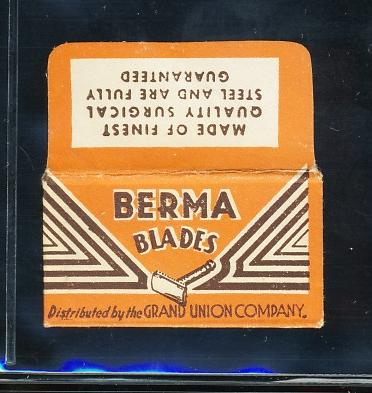 MADE OF FINEST
QUALITY SURGICAL
STEEL AND ARE FULLY
GUARANTEED
BERMA
BLADES
Distributed by the GRAND UNION COMPANY.